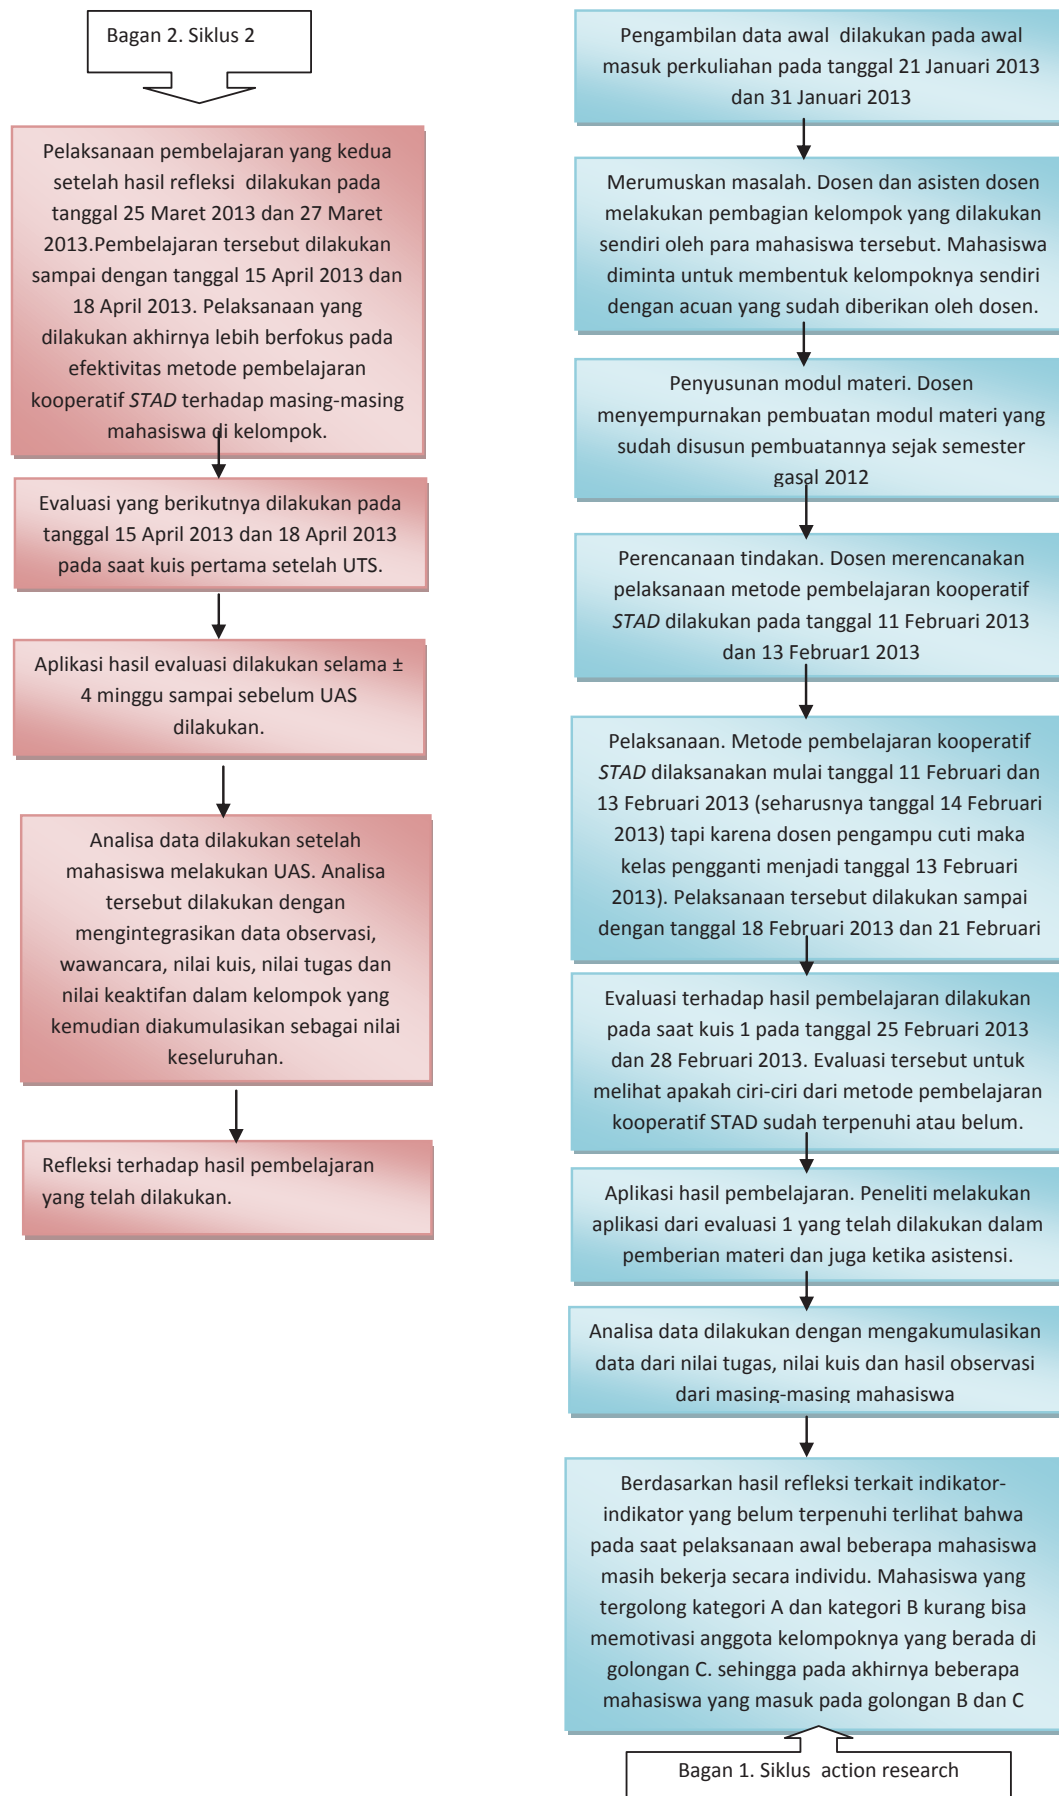 Bagan 2. Siklus 2
Pelaksanaan pembelajaran yang kedua
setelah hasil refleksi dilakukan pada
tanggal 25 Maret 2013 dan 27 Maret
2013.Pembelajaran tersebut dilakukan
sampai dengan tanggal 15 April 2013 dan
18 April 2013. Pelaksanaan yang
dilakukan akhirnya lebih berfokus pada
efektivitas metode pembelajaran
kooperatif STAD terhadap masing-masing
mahasiswa di kelompok.
Evaluasi yang berikutnya dilakukan pada
tanggal 15 April 2013 dan 18 April 2013
pada saat kuis pertama setelah UTS.
Aplikasi hasil evaluasi dilakukan selama ±
4 minggu sampai sebelum UAS
dilakukan.
Analisa data dilakukan setelah
mahasiswa melakukan UAS. Analisa
tersebut dilakukan dengan
mengintegrasikan data observasi,
wawancara, nilai kuis, nilai tugas dan
nilai keaktifan dalam kelompok yang
kemudian diakumulasikan sebagai nilai
keseluruhan.
Refleksi terhadap hasil pembelajaran
yang telah dilakukan.
Pengambilan data awal dilakukan pada awal
masuk perkuliahan pada tanggal 21 Januari 2013
dan 31 Januari 2013
Merumuskan masalah. Dosen dan asisten dosen
melakukan pembagian kelompok yang dilakukan
sendiri oleh para mahasiswa tersebut. Mahasiswa
diminta untuk membentuk kelompoknya sendiri
dengan acuan yang sudah diberikan oleh dosen.
Penyusunan modul materi. Dosen
menyempurnakan pembuatan modul materi yang
sudah disusun pembuatannya sejak semester
gasal 2012
Perencanaan tindakan. Dosen merencanakan
pelaksanaan metode pembelajaran kooperatif
STAD dilakukan pada tanggal 11 Februari 2013
dan 13 Februar1 2013
Pelaksanaan. Metode pembelajaran kooperatif
STAD dilaksanakan mulai tanggal 11 Februari dan
13 Februari 2013 (seharusnya tanggal 14 Februari
2013) tapi karena dosen pengampu cuti maka
kelas pengganti menjadi tanggal 13 Februari
2013). Pelaksanaan tersebut dilakukan sampai
dengan tanggal 18 Februari 2013 dan 21 Februari
Evaluasi terhadap hasil pembelajaran dilakukan
pada saat kuis 1 pada tanggal 25 Februari 2013
dan 28 Februari 2013. Evaluasi tersebut untuk
melihat apakah ciri-ciri dari metode pembelajaran
kooperatif STAD sudah terpenuhi atau belum.
Aplikasi hasil pembelajaran. Peneliti melakukan
aplikasi dari evaluasi 1 yang telah dilakukan dalam
pemberian materi dan juga ketika asistensi.
Analisa data dilakukan dengan mengakumulasikan
data dari nilai tugas, nilai kuis dan hasil observasi
dari masing-masing mahasiswa
Berdasarkan hasil refleksi terkait indikator-
indikator yang belum terpenuhi terlihat bahwa
pada saat pelaksanaan awal beberapa mahasiswa
masih bekerja secara individu. Mahasiswa yang
tergolong kategori A dan kategori B kurang bisa
memotivasi anggota kelompoknya yang berada di
golongan C. sehingga pada akhirnya beberapa
mahasiswa yang masuk pada golongan B dan C
Bagan 1. Siklus action research